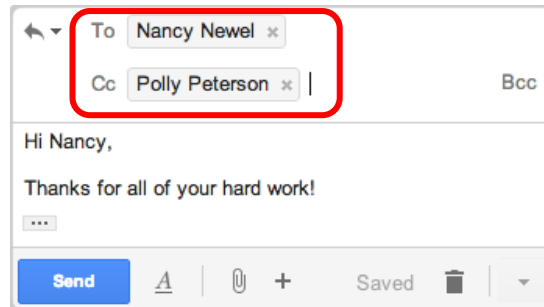 To Nancy Newel ×
Cc Polly Peterson × Bcc
Hi Nancy,
Thanks for all of your hard work!
Send A + Saved